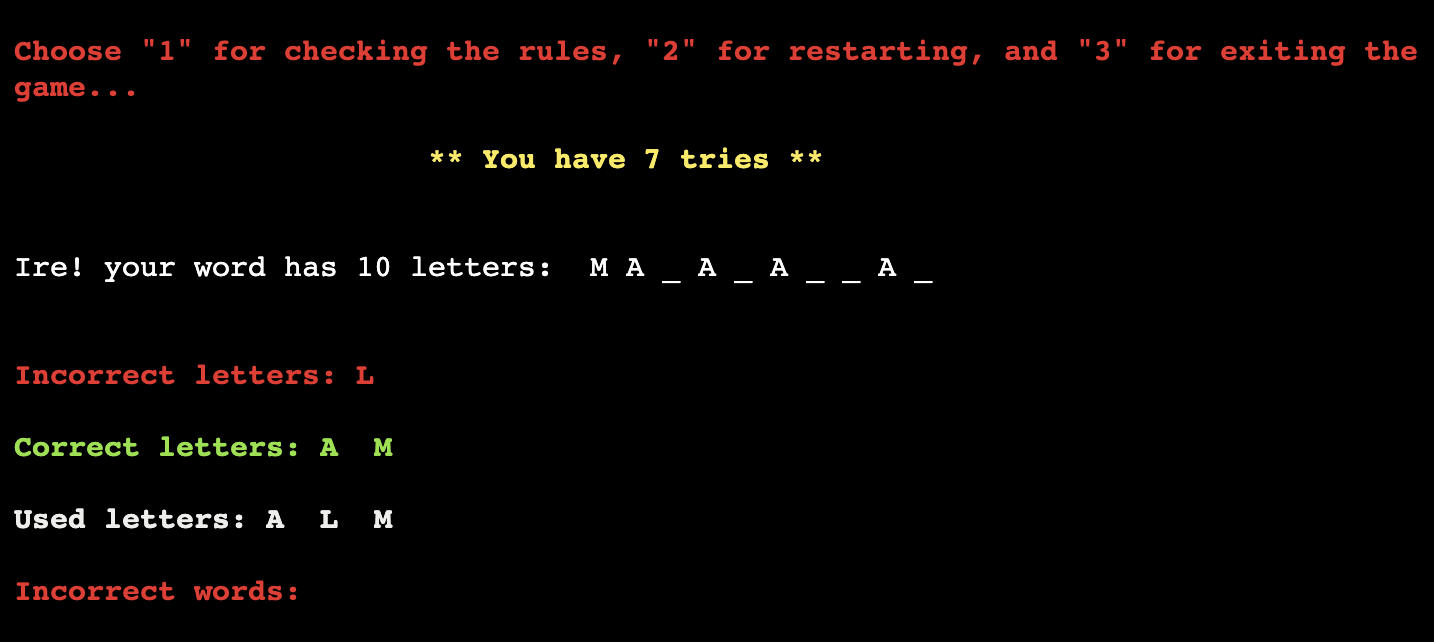 Choose "1" for checking the rules, "2" for restarting, and "3" for exiting the
game...
** You have 7 tries **
Ire! your word has 10 letters: M A _ A _ A _ _ A _
Incorrect letters: L
Correct letters: A M
Used letters: A L M
Incorrect words: